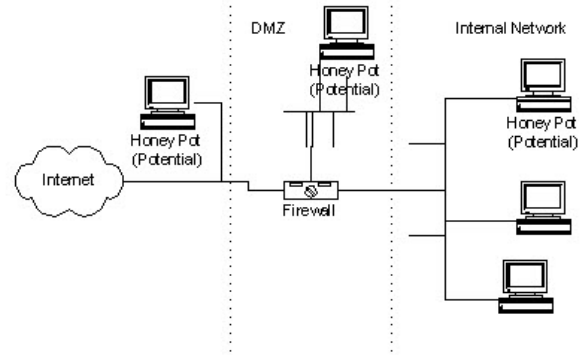 DMZ
Internal Network
Honey Pot
(Potential)
Honey Pot
(Potential)
Honey Pot
(Potential)
Internet
Firewall